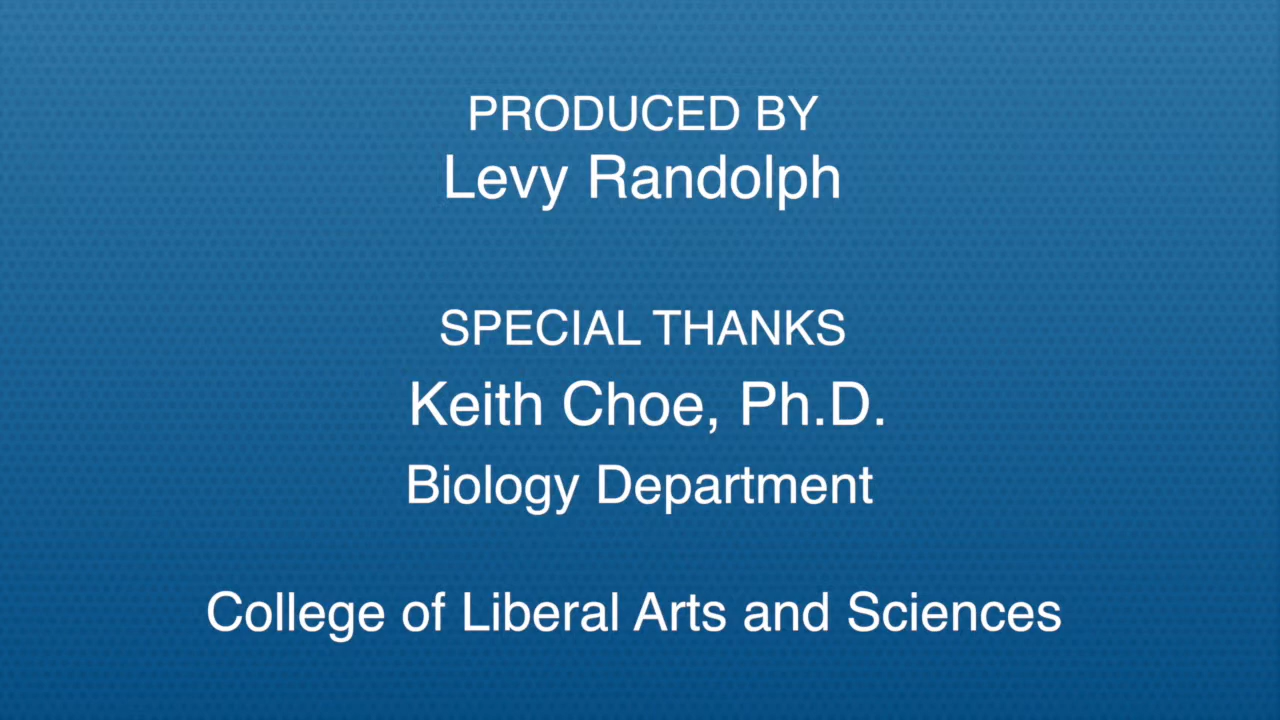 PRODUCED BY
Levy Randolph
SPECIAL THANKS
Keith Choe, Ph.D.
Biology Department
College of Liberal Arts and Sciences